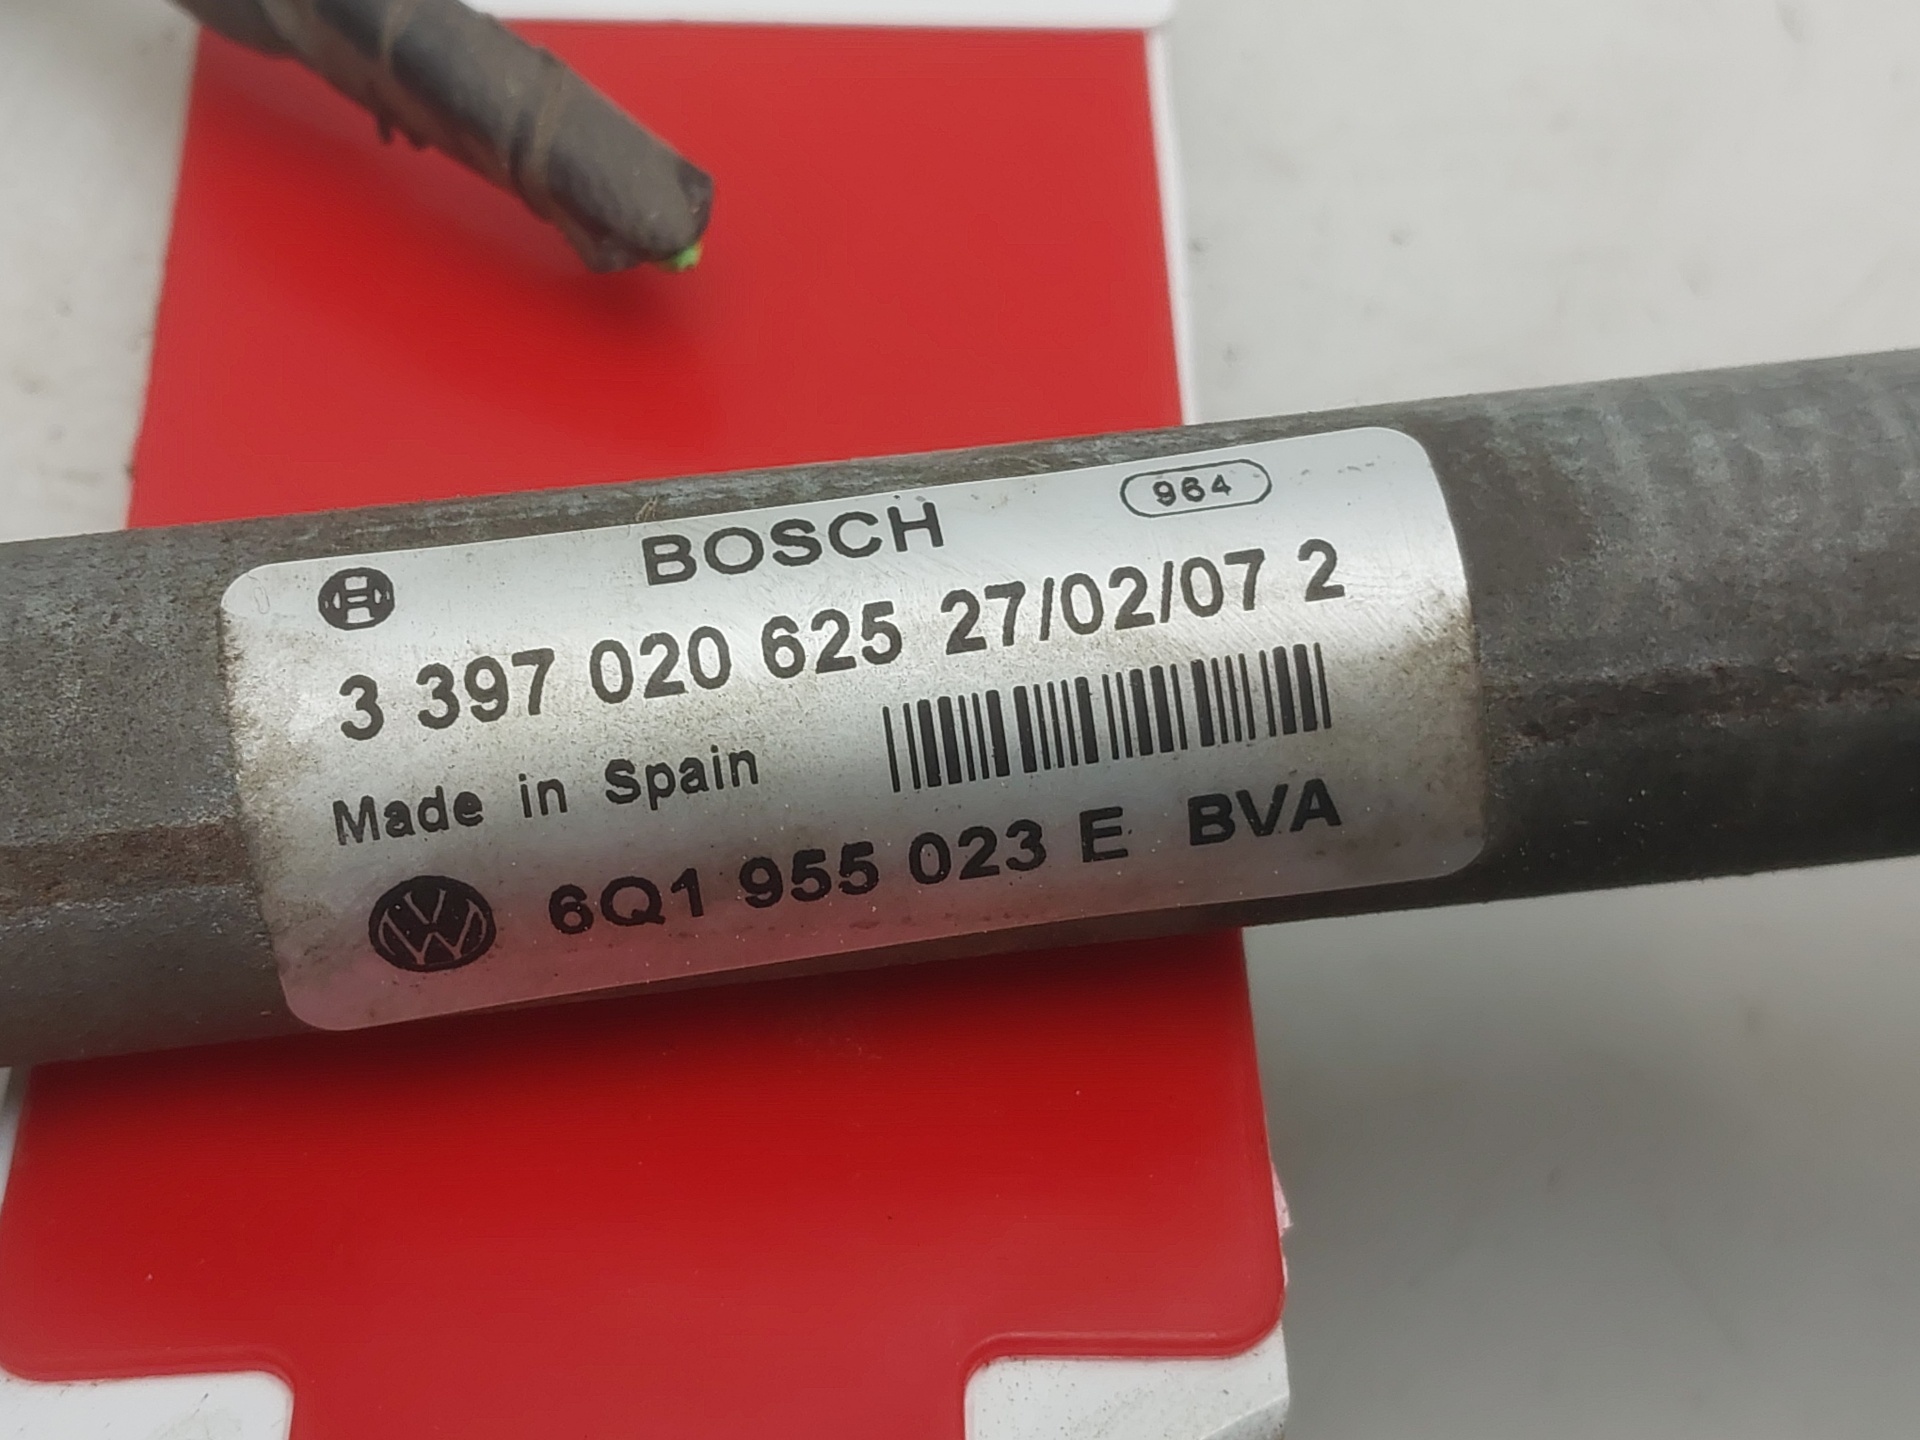 964
BOSCH
3 397 020 625 27/02/07 2
Made in Spain
6Q1 955 023 E BVA